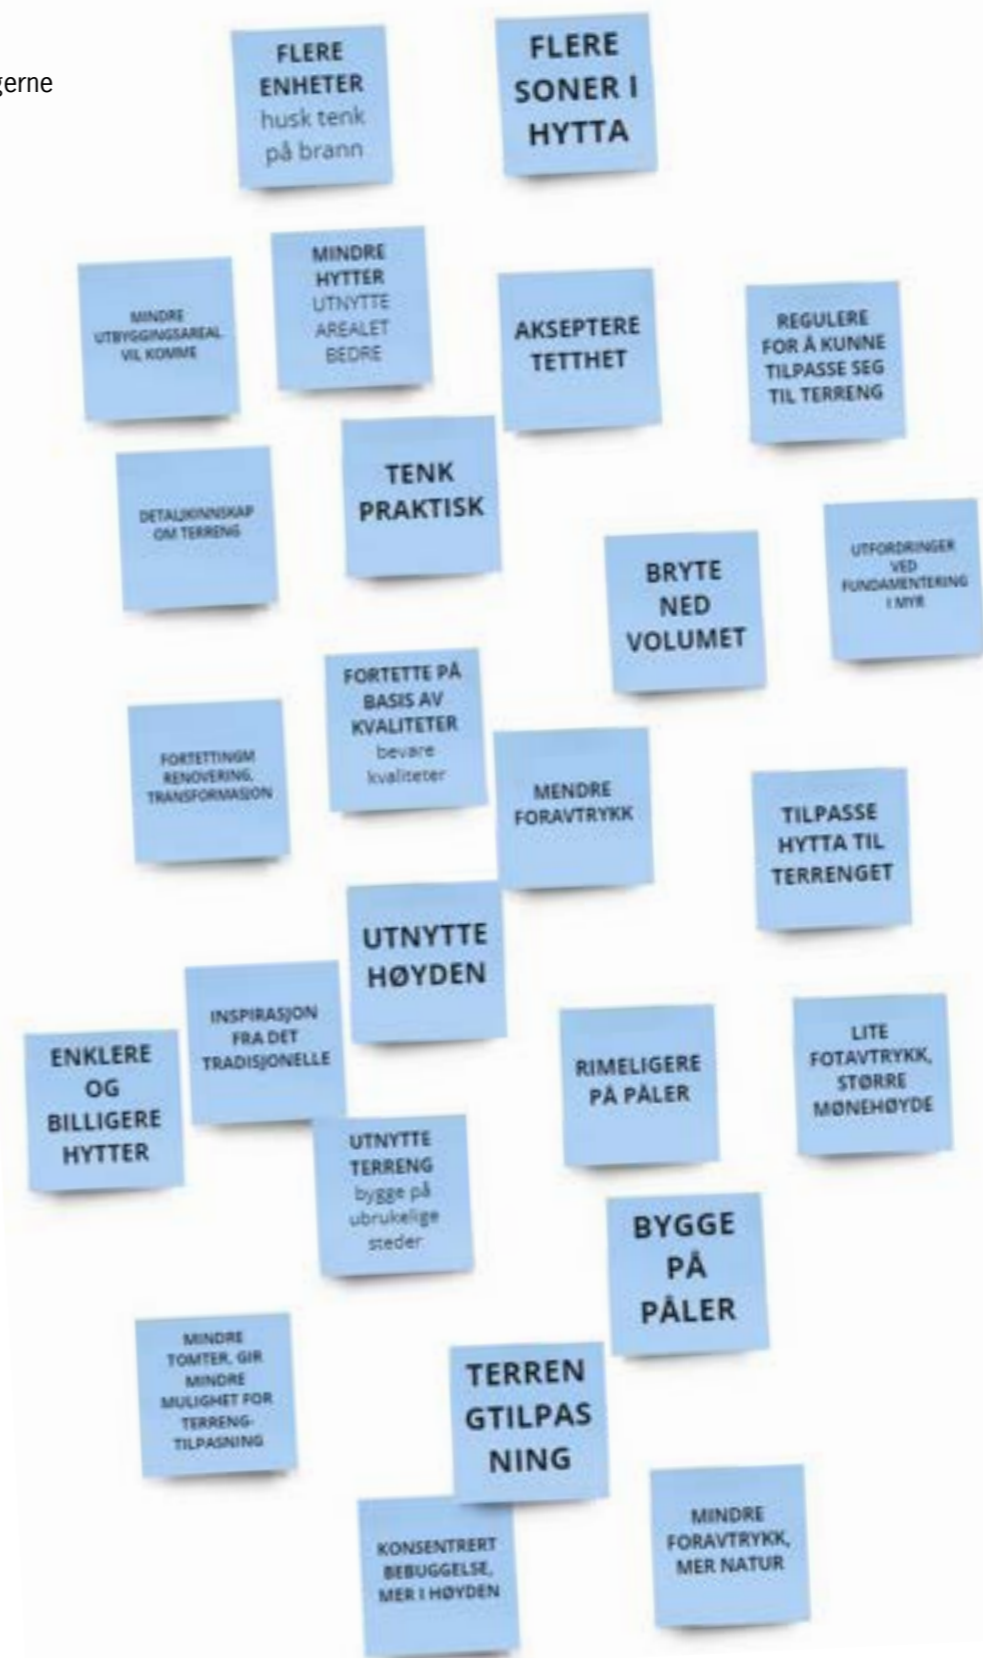 gerne
FLERE
ENHETER
husk tenk
på brann
FLERE
SONER I
HYTTA
MINDRE
UTBYGGINGSAREAL
VIL KOMME
MINDRE
HYTTER
UTNYTTE
AREALET
BEDRE
AKSEPTERE
TETTHET
REGULERE
FOR Å KUNNE
TILPASSE SEG
TIL TERRENG
DETALJKINNSKAP
OM TERRENG
TENK
PRAKTISK
BRYTE
NED
VOLUMET
UTFORDRINGER
VED
FUNDAMENTERING
I MYR
FORTETTINGM
RENOVERING,
TRANSFORMASJON
FORTETTE PÅ
BASIS AV
KVALITETER
bevare
kvaliteter
MENDRE
FORAVTRYKK
TILPASSE
HYTTA TIL
TERRENGET
UTNYTTE
HØYDEN
INSPIRASJON
FRA DET
TRADISJONELLE
ENKLERE
OG
BILLIGERE
HYTTER
RIMELIGERE
PÅ PÅLER
LITE
FOTAVTRYKK,
STØRRE
MØNEHØYDE
UTNYTTE
TERRENG
bygge på
ubrukelige
steder
BYGGE
PÅ
PÅLER
MINDRE
TOMTER, GIR
MINDRE
MULIGHET FOR
TERRENG-
TILPASNING
TERREN
GTILPAS
NING
KONSENTRERT
BEBUGGELSE,
MER I HØYDEN
MINDRE
FORAVTRYKK,
MER NATUR